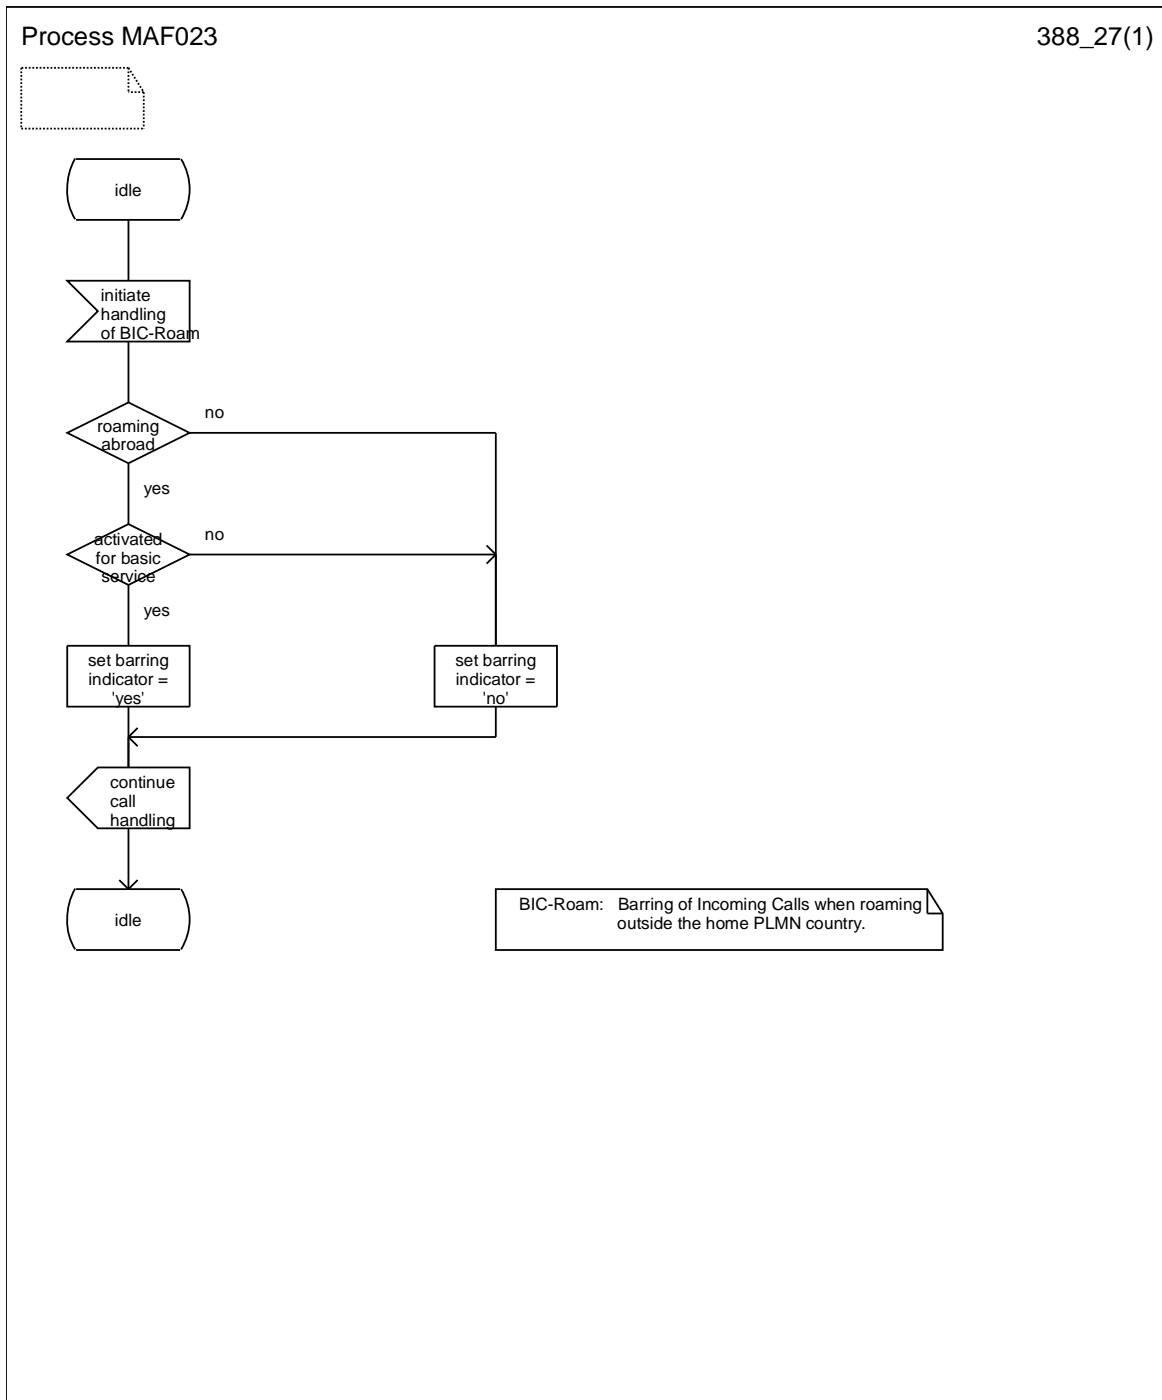 Process MAF023
388_27(1)
idle
initiate
handling
of BIC-Roam
roaming
abroad
no
yes
activated
for basic
service
no
yes
set barring
indicator =
'yes'
set barring
indicator =
'no'
continue
call
handling
idle
BIC-Roam: Barring of Incoming Calls when roaming
outside the home PLMN country.